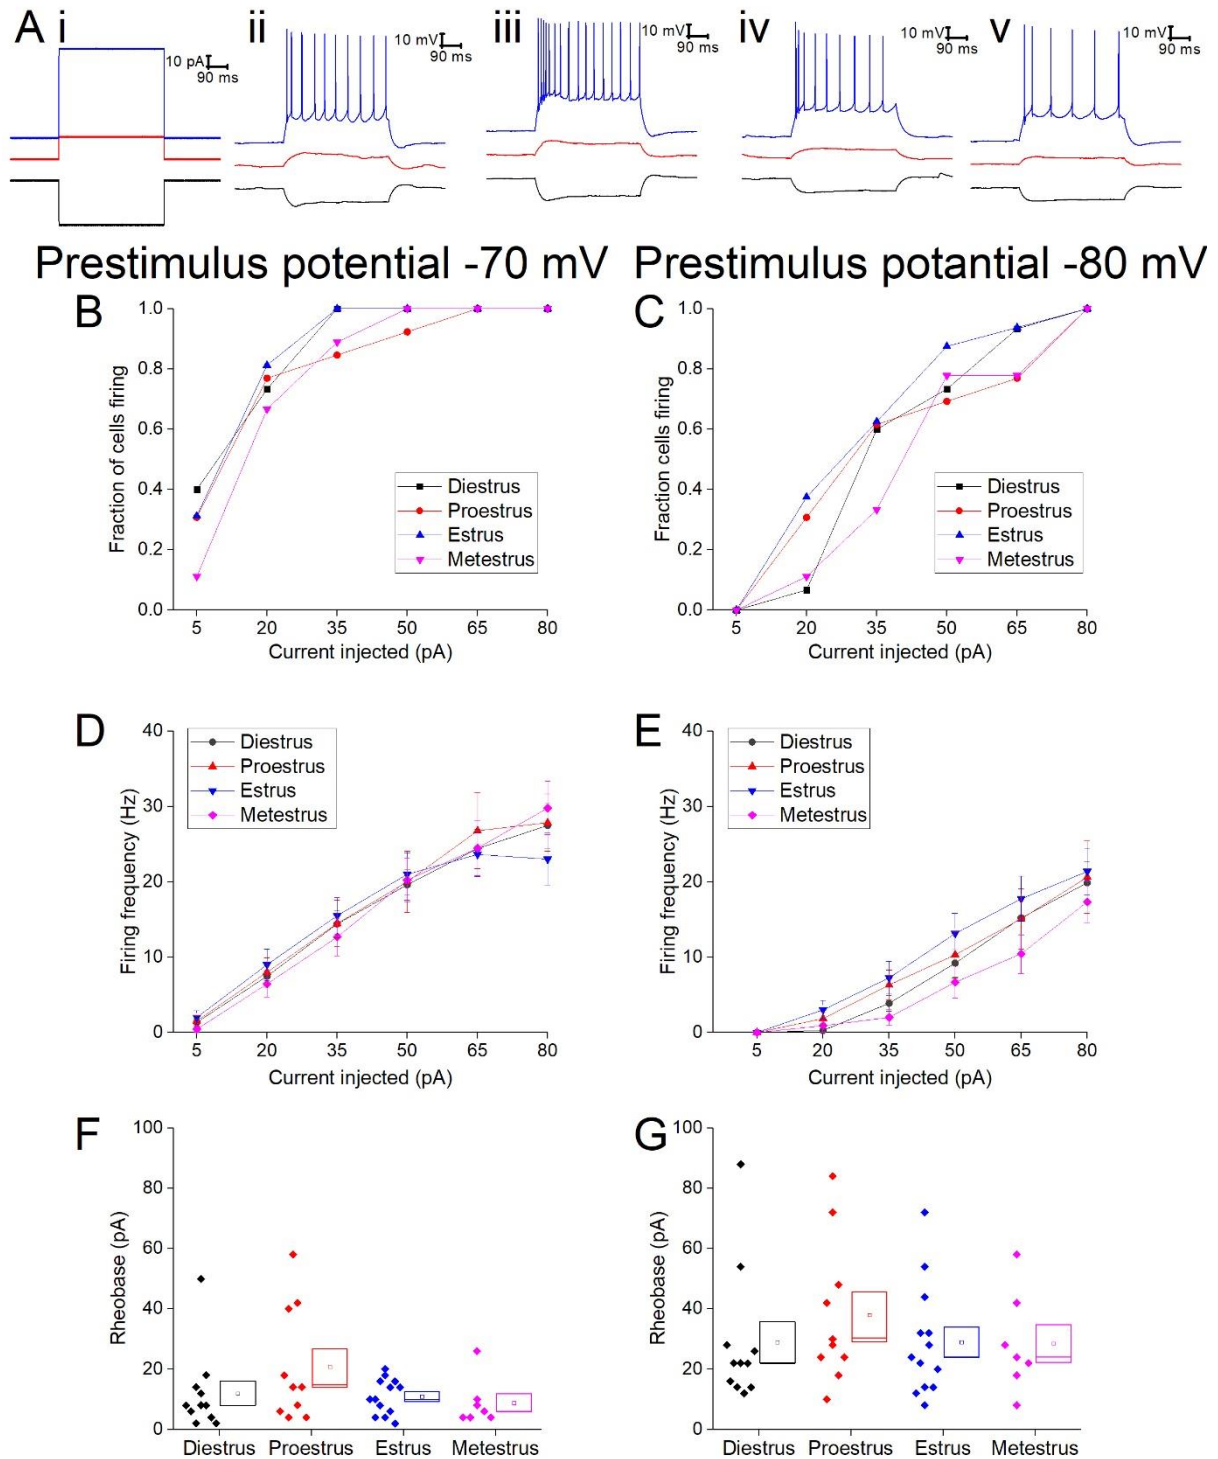 A i ii iii iv v
10 pA
90 ms
10 mV
90 ms
10 mV
90 ms
10 mV
90 ms
10 mV
90 ms
Prestimulus potential -70 mV Prestimulus potantial -80 mV
B
Fraction of cells firing
1.0
0.8
0.6
0.4
0.2
0.0
Diestrus
Proestrus
Estrus
Metestrus
5 20 35 50 65 80
Current injected (pA)
C
Fraction cells firing
1.0
0.8
0.6
0.4
0.2
0.0
Diestrus
Proestrus
Estrus
Metestrus
5 20 35 50 65 80
Current injected (pA)
D
Firing frequency (Hz)
40
30
20
10
0
Diestrus
Proestrus
Estrus
Metestrus
5 20 35 50 65 80
Current injected (pA)
E
Firing frequency (Hz)
40
30
20
10
0
Diestrus
Proestrus
Estrus
Metestrus
5 20 35 50 65 80
Current injected (pA)
F
Rheobase (pA)
100
80
60
40
20
0
Diestrus Proestrus Estrus Metestrus
G
Rheobase (pA)
100
80
60
40
20
0
Diestrus Proestrus Estrus Metestrus